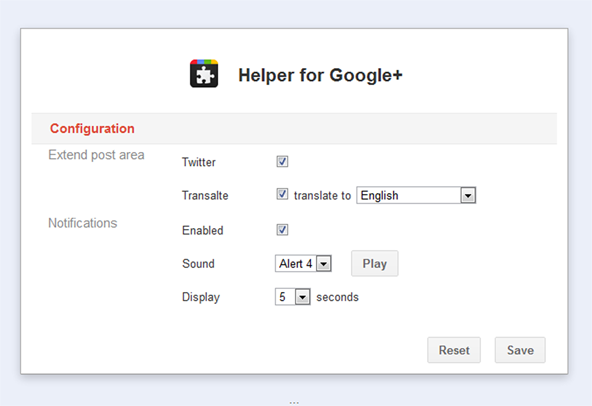 Helper for Google+
Configuration
Extend post area
Twitter
Transalte translate to English
Notifications
Enabled
Sound Alert 4 Play
Display 5 seconds
Reset Save
...